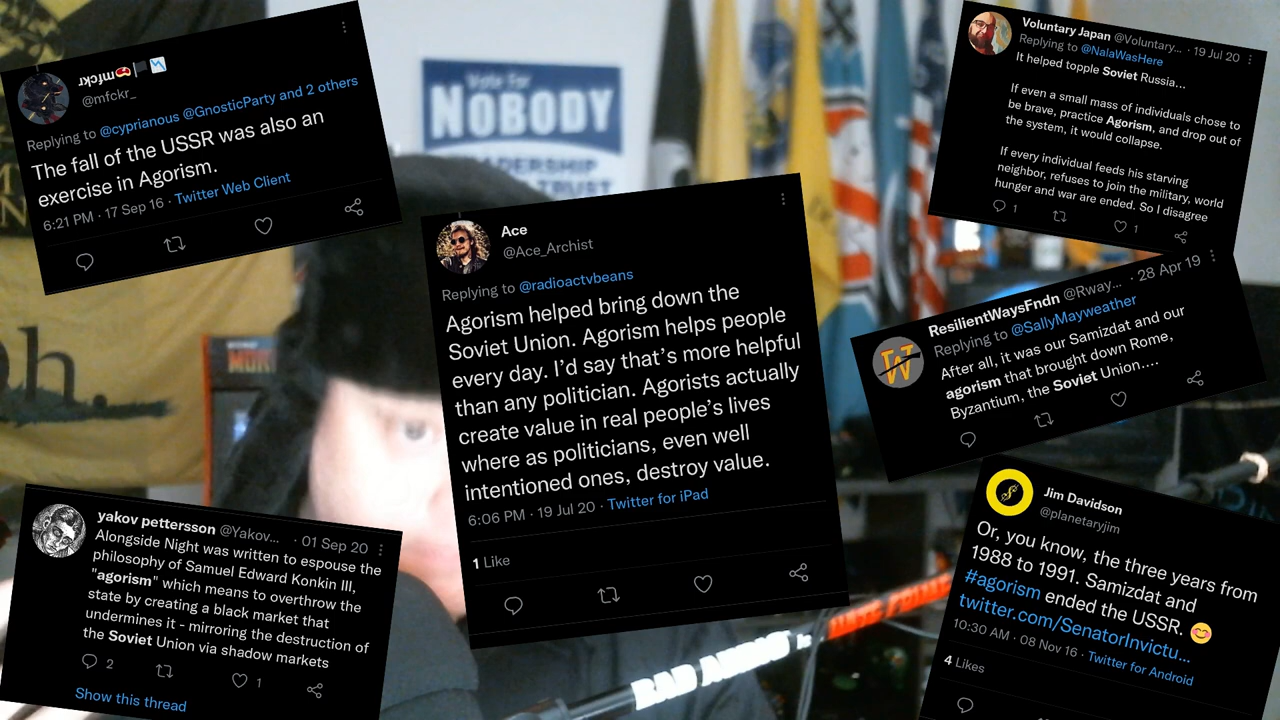 @mfckr_
Replying to @cyprianous @GnosticParty and 2 others
The fall of the USSR was also an
exercise in Agorism.
6:21 PM · 17 Sep 16 · Twitter Web Client
Vote For
NOBODY
LEADERSHIP
TRUST
Voluntary Japan @Voluntary... · 19 Jul 20
Replying to @NalaWasHere
It helped topple Soviet Russia...
If even a small mass of individuals chose to
be brave, practice Agorism, and drop out of
the system, it would collapse.
If every individual feeds his starving
neighbor, refuses to join the military, world
hunger and war are ended. So I disagree
1
1
Ace
@Ace_Archist
Replying to @radioactvbeans
Agorism helped bring down the
Soviet Union. Agorism helps people
every day. I'd say that's more helpful
than any politician. Agorists actually
create value in real people's lives
where as politicians, even well
intentioned ones, destroy value.
6:06 PM · 19 Jul 20 · Twitter for iPad
1 Like
ResilientWaysFndn @Rway... · 28 Apr 19
Replying to @SallyMayweather
After all, it was our Samizdat and our
agorism that brought down Rome,
Byzantium, the Soviet Union....
yakov pettersson @Yakov... · 01 Sep 20
Alongside Night was written to espouse the
philosophy of Samuel Edward Konkin III,
"agorism" which means to overthrow the
state by creating a black market that
undermines it - mirroring the destruction of
the Soviet Union via shadow markets
2
1
Show this thread
Jim Davidson
@planetaryjim
Or, you know, the three years from
1988 to 1991. Samizdat and
#agorism ended the USSR. 😊
twitter.com/SenatorInvictu...
10:30 AM · 08 Nov 16 · Twitter for Android
4 Likes
BAD AUDIO is